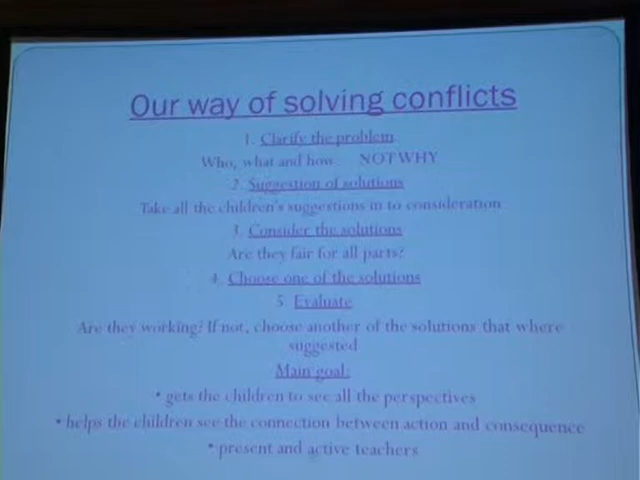 Our way of solving conflicts
1. Clarify the problem
Who, what and how NOT WHY
2. Suggestion of solutions
Take all the children's suggestions in to consideration
3. Consider the solutions
Are they fair for all parts?
4. Choose one of the solutions
5. Evaluate
Are they working? If not, choose another of the solutions that where
suggested
Main goal:
• gets the children to see all the perspectives
• helps the children see the connection between action and consequence
• present and active teachers